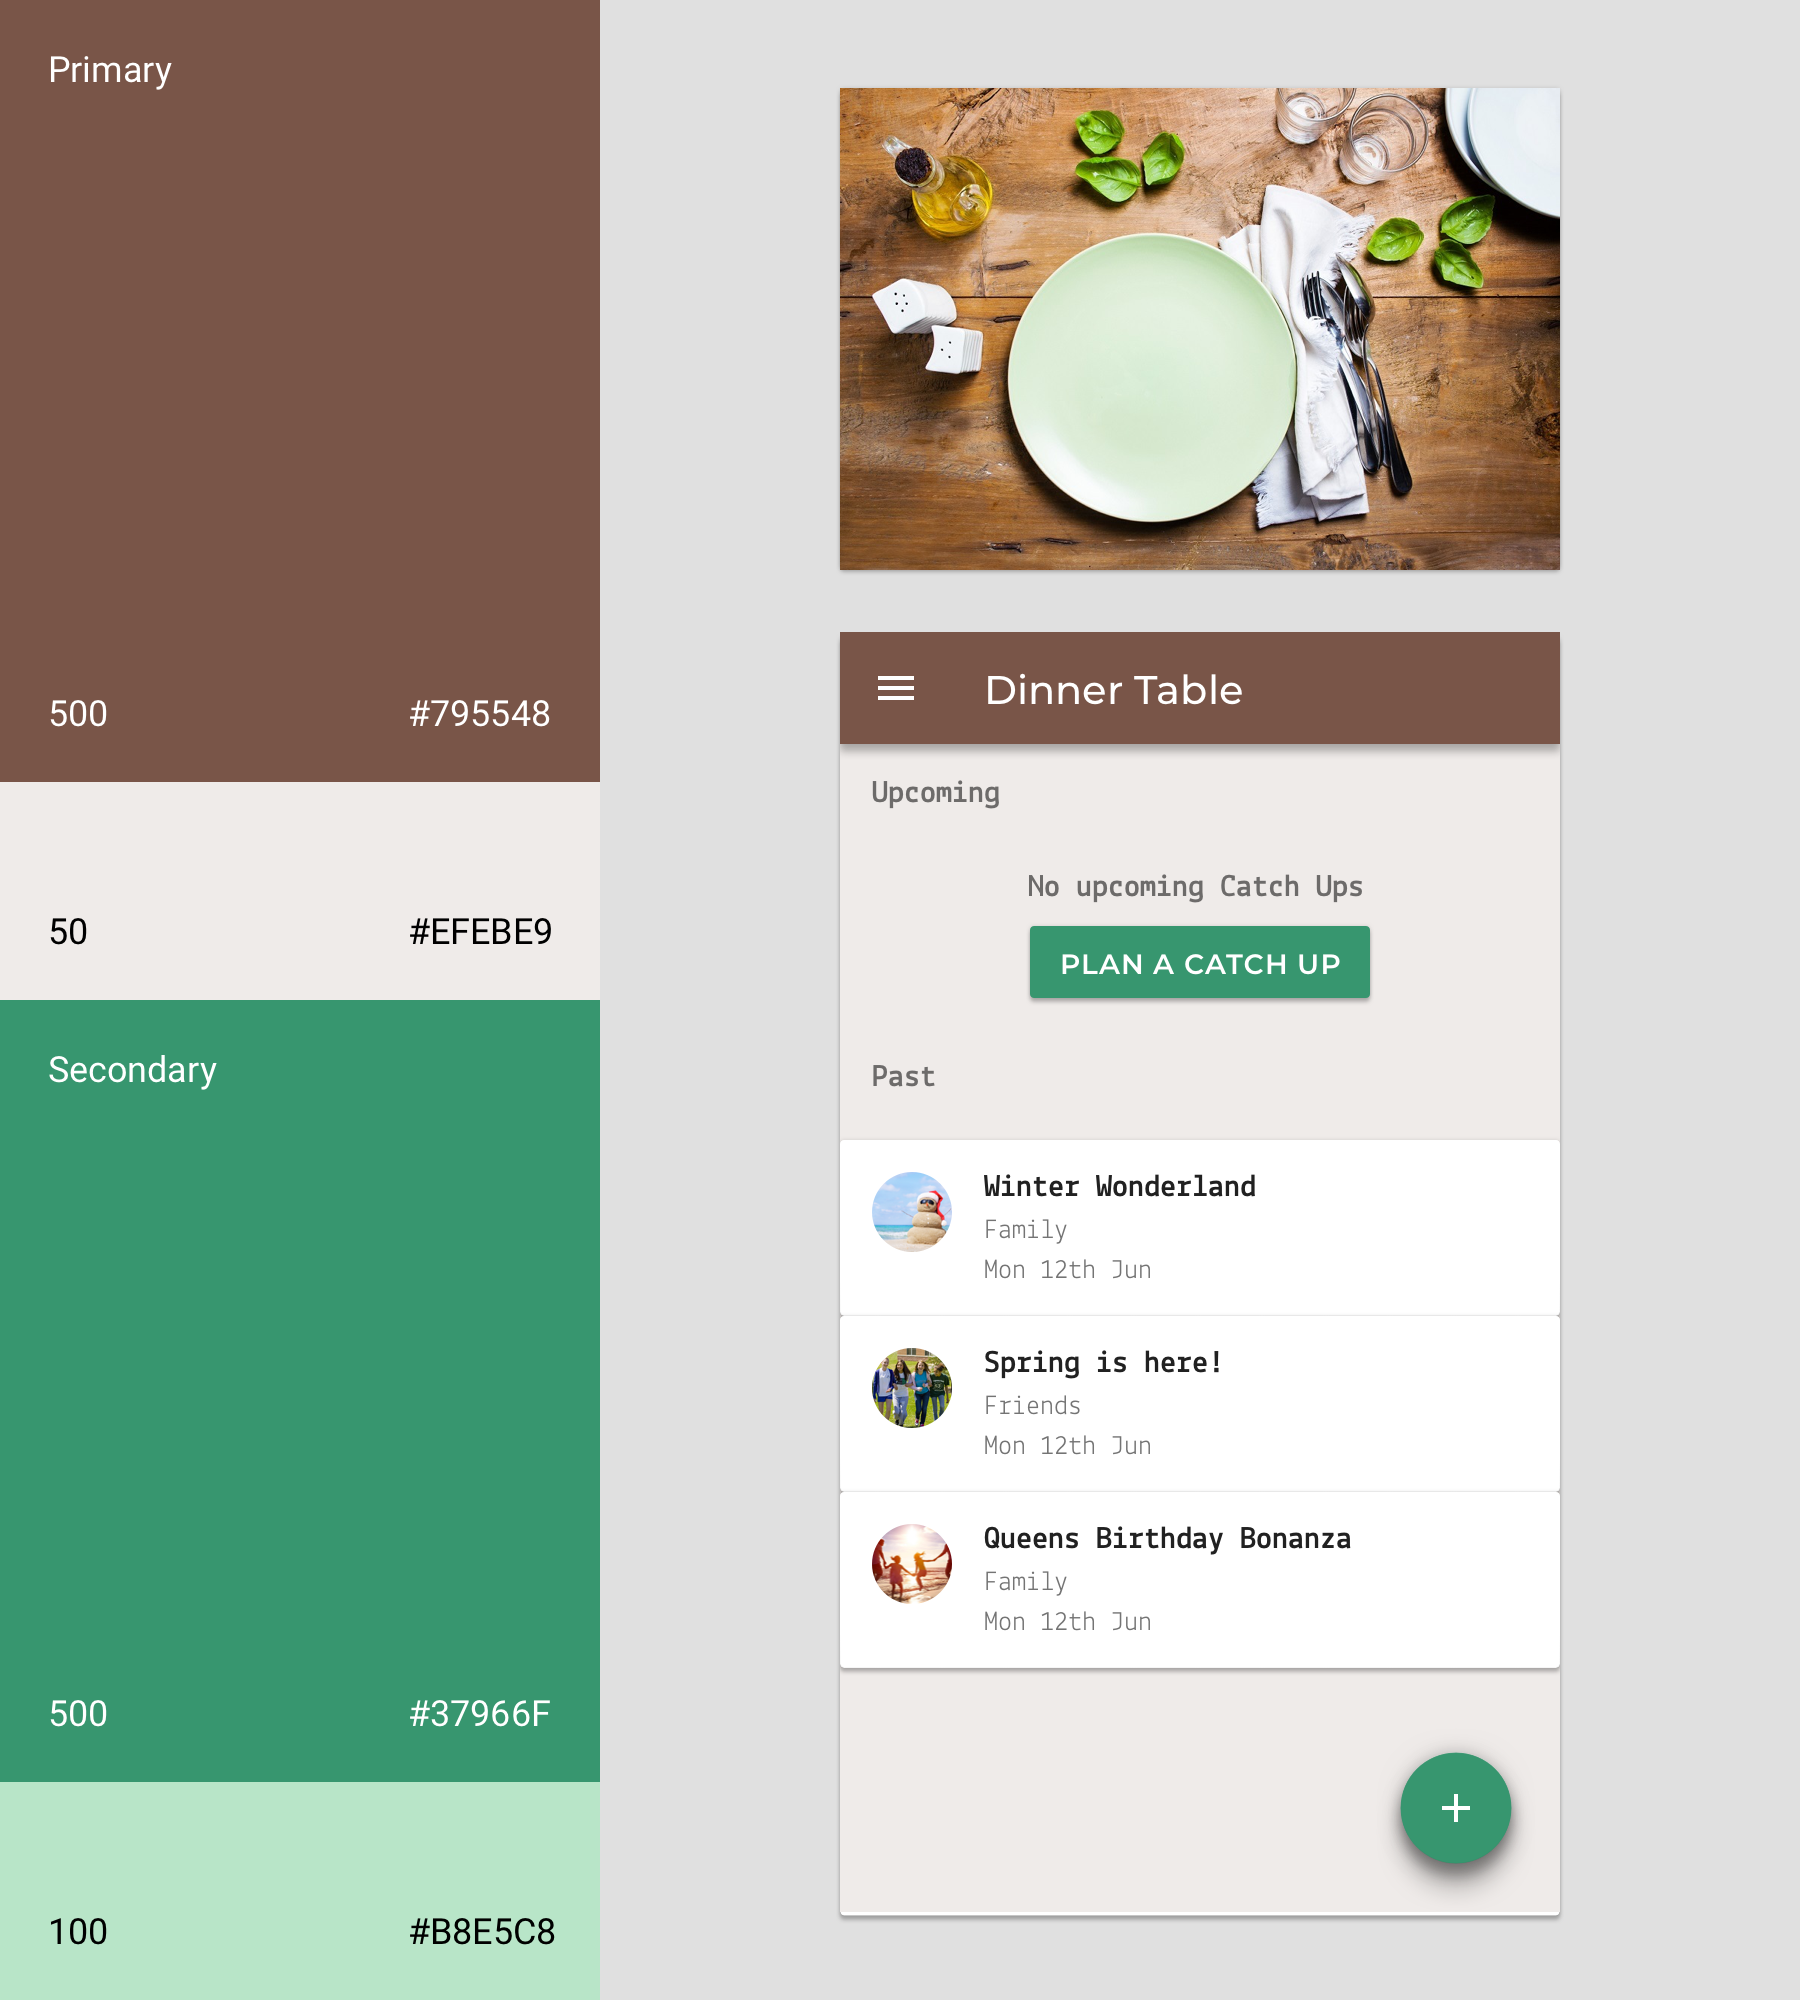 Primary
500 #795548
50 #EFEBE9
Secondary
500 #37966F
100 #B8E5C8
Dinner Table
Upcoming
No upcoming Catch Ups
PLAN A CATCH UP
Past
Winter Wonderland
Family
Mon 12th Jun
Spring is here!
Friends
Mon 12th Jun
Queens Birthday Bonanza
Family
Mon 12th Jun